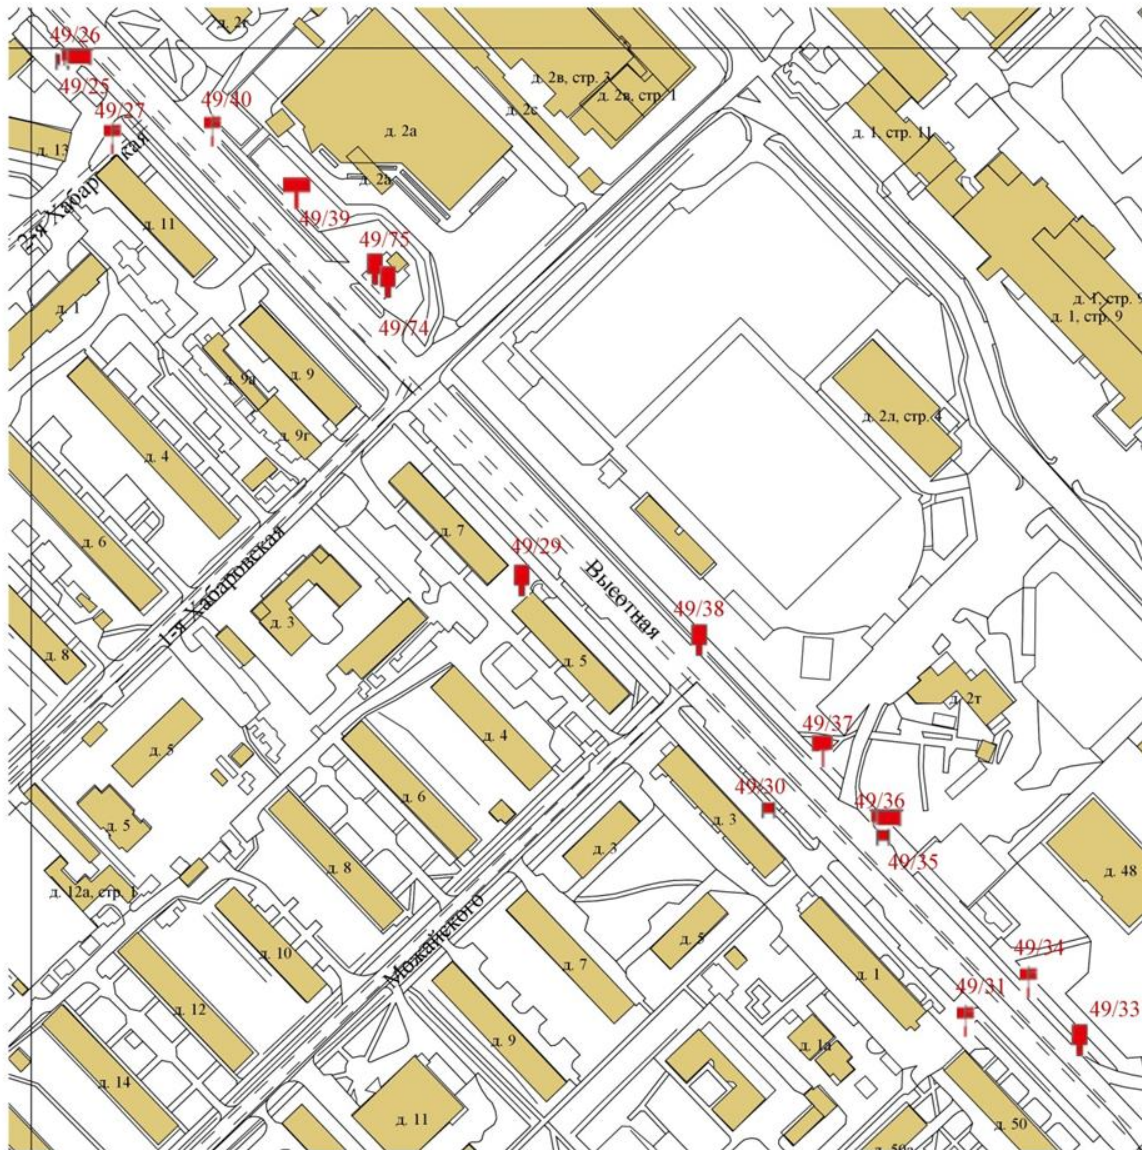 д. 2г
49/26
д. 2в, стр. 3
49/25
49/40
д. 2в, стр. 1
49/27
д. 2с
д. 2а
д. 1, стр. 11
д. 13
д. 2а
2-я Хабаровская
49/39
д. 11
49/75
д. 1
д. 1, стр. 9
д. 1, стр. 9
49/74
д. 9а
д. 9
д. 2л, стр. 4
д. 9г
д. 4
д. 7
д. 6
49/29
1-я Хабаровская
Высотная
49/38
д. 3
д. 8
д. 5
д. 2т
д. 4
49/37
д. 5
д. 6
49/30
49/36
д. 5
д. 3
д. 3
49/35
д. 8
д. 48
д. 12а, стр. 1
Можайского
д. 5
д. 10
д. 7
д. 1
49/34
д. 12
49/31
49/33
д. 9
д. 1а
д. 14
д. 11
д. 50